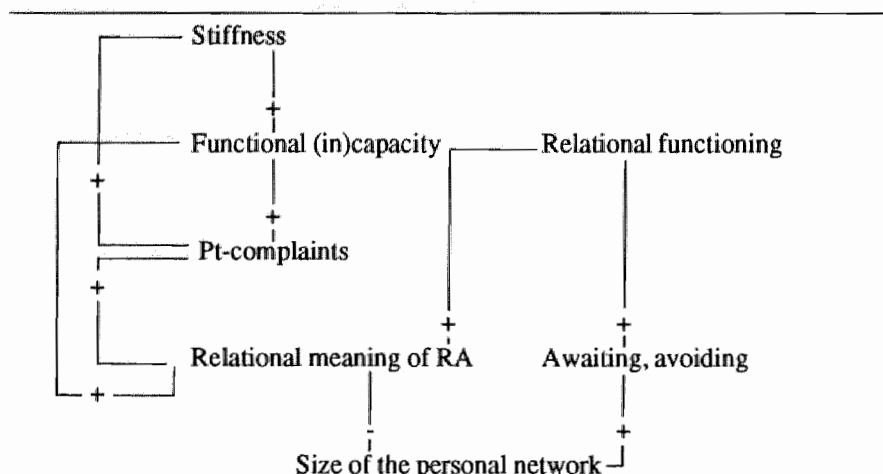 Stiffness
+
Functional (in)capacity Relational functioning
+
+
Pt-complaints
+
+ +
Relational meaning of RA Awaiting, avoiding
+
- +
Size of the personal network